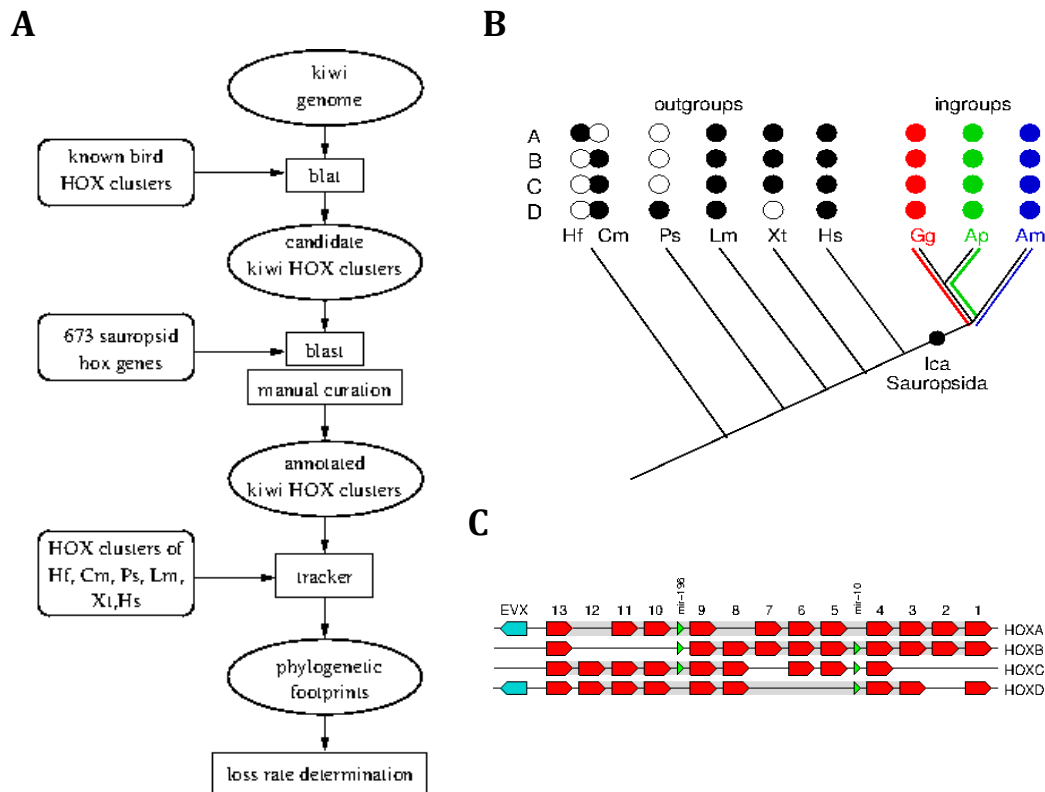 A
kiwi
genome
known bird
HOX clusters
blat
candidate
kiwi HOX clusters
673 sauropsid
hox genes
blast
manual curation
annotated
kiwi HOX clusters
HOX clusters of
Hf, Cm, Ps, Lm,
Xt,Hs
tracker
phylogenetic
footprints
loss rate determination
B
outgroups ingroups
A
B
C
D
Hf Cm Ps Lm Xt Hs Gg Ap Am
lca
Sauropsida
C
EVX 13 12 11 10 mir-196 9 8 7 6 5 mir-10 4 3 2 1
HOXA
HOXB
HOXC
HOXD